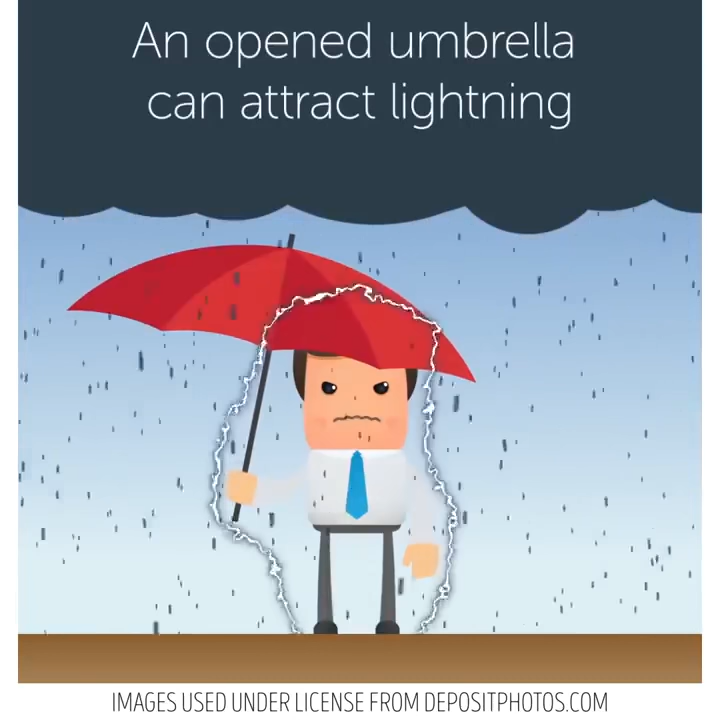 An opened umbrella
can attract lightning
IMAGES USED UNDER LICENSE FROM DEPOSITPHOTOS.COM